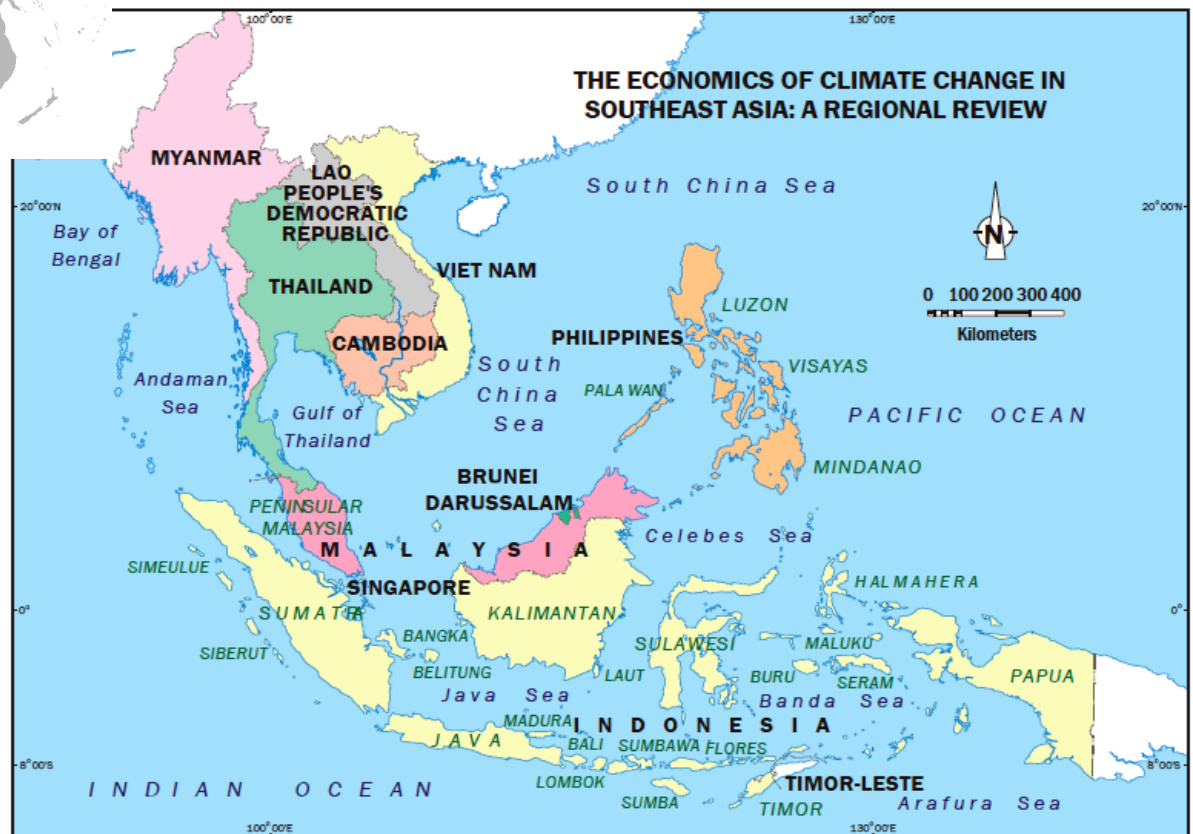 100°00'E
130°00'E
THE ECONOMICS OF CLIMATE CHANGE IN
SOUTHEAST ASIA: A REGIONAL REVIEW
MYANMAR
LAO
PEOPLE'S
DEMOCRATIC
REPUBLIC
South China Sea
20°00'N
20°00'N
Bay of
Bengal
N
VIET NAM
THAILAND
0 100 200 300 400
Kilometers
LUZON
PHILIPPINES
CAMBODIA
VISAYAS
South
China
Sea
Andaman
Sea
PALA WAN
Gulf of
Thailand
PACIFIC OCEAN
MINDANAO
BRUNEI
DARUSSALAM
PENINSULAR
MALAYSIA
Celebes Sea
MALAYSIA
SIMEULUE
HALMAHERA
SINGAPORE
0°
0°
SUMATRA
KALIMANTAN
BANGKA
SULAWESI
MALUKU
SIBERUT
BELITUNG
LAUT
BURU
SERAM
PAPUA
Java Sea
Banda Sea
MADURA
INDONESIA
JAVA
BALI
SUMBAWA
FLORES
8°00'S
8°00'S
LOMBOK
TIMOR-LESTE
INDIAN OCEAN
SUMBA
TIMOR
Arafura Sea
100°00'E
130°00'E